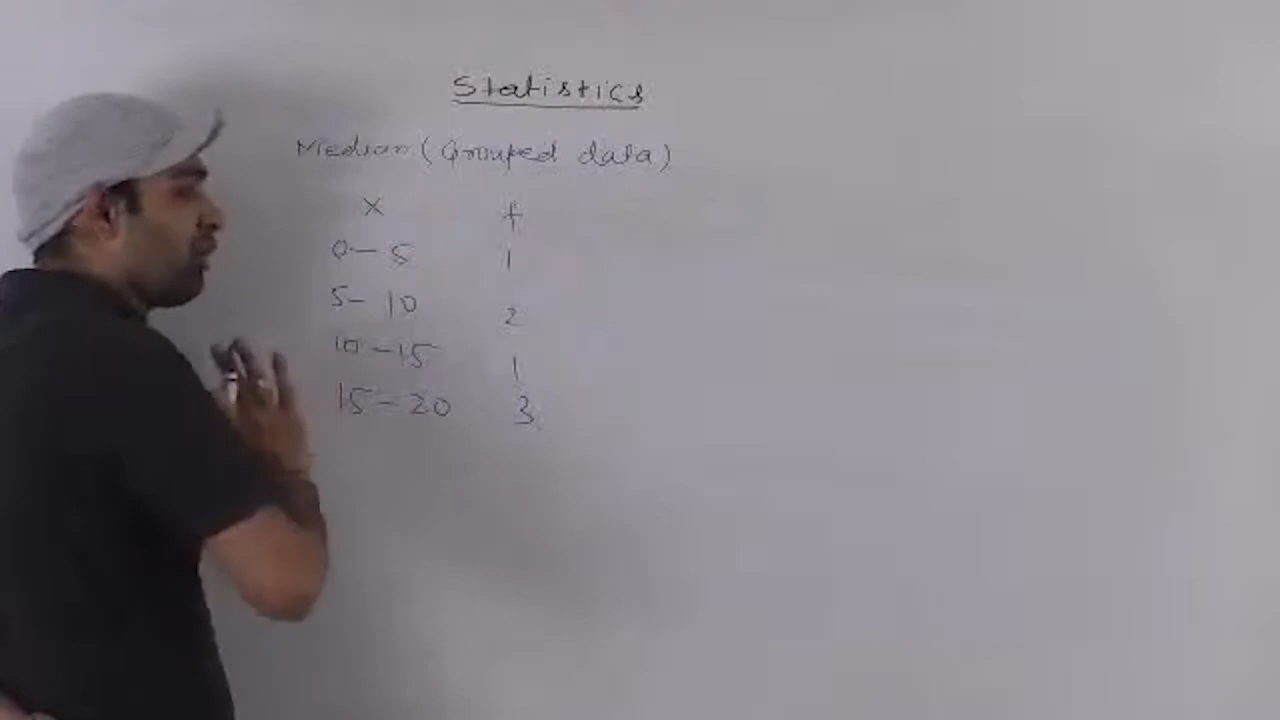 Statistics
Median (Grouped data)
x f
0-5 1
5-10 2
10-15 1
15-20 3